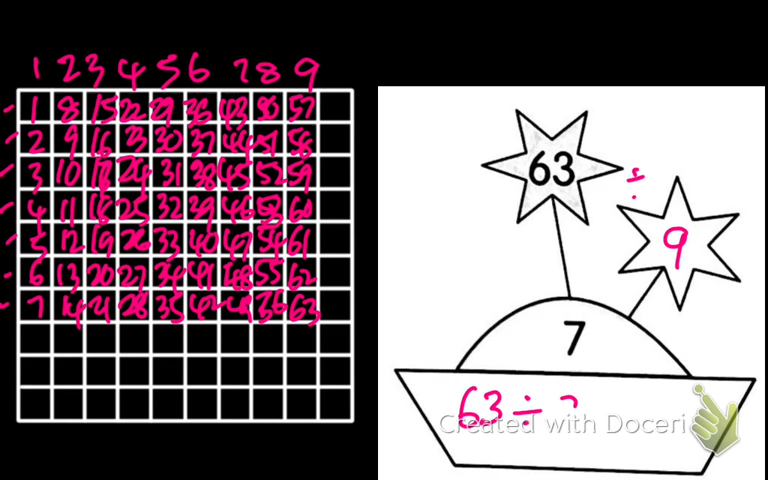 1 2 3 4 5 6 7 8 9
1 8 15 22 29 36 43 50 57
2 9 16 23 30 37 44 51 58
3 10 17 24 31 38 45 52 59
4 11 18 25 32 39 46 53 60
5 12 19 26 33 40 47 54 61
6 13 20 27 34 41 48 55 62
7 14 21 28 35 42 49 56 63
63
÷
9
7
63 ÷
Created with Doceri